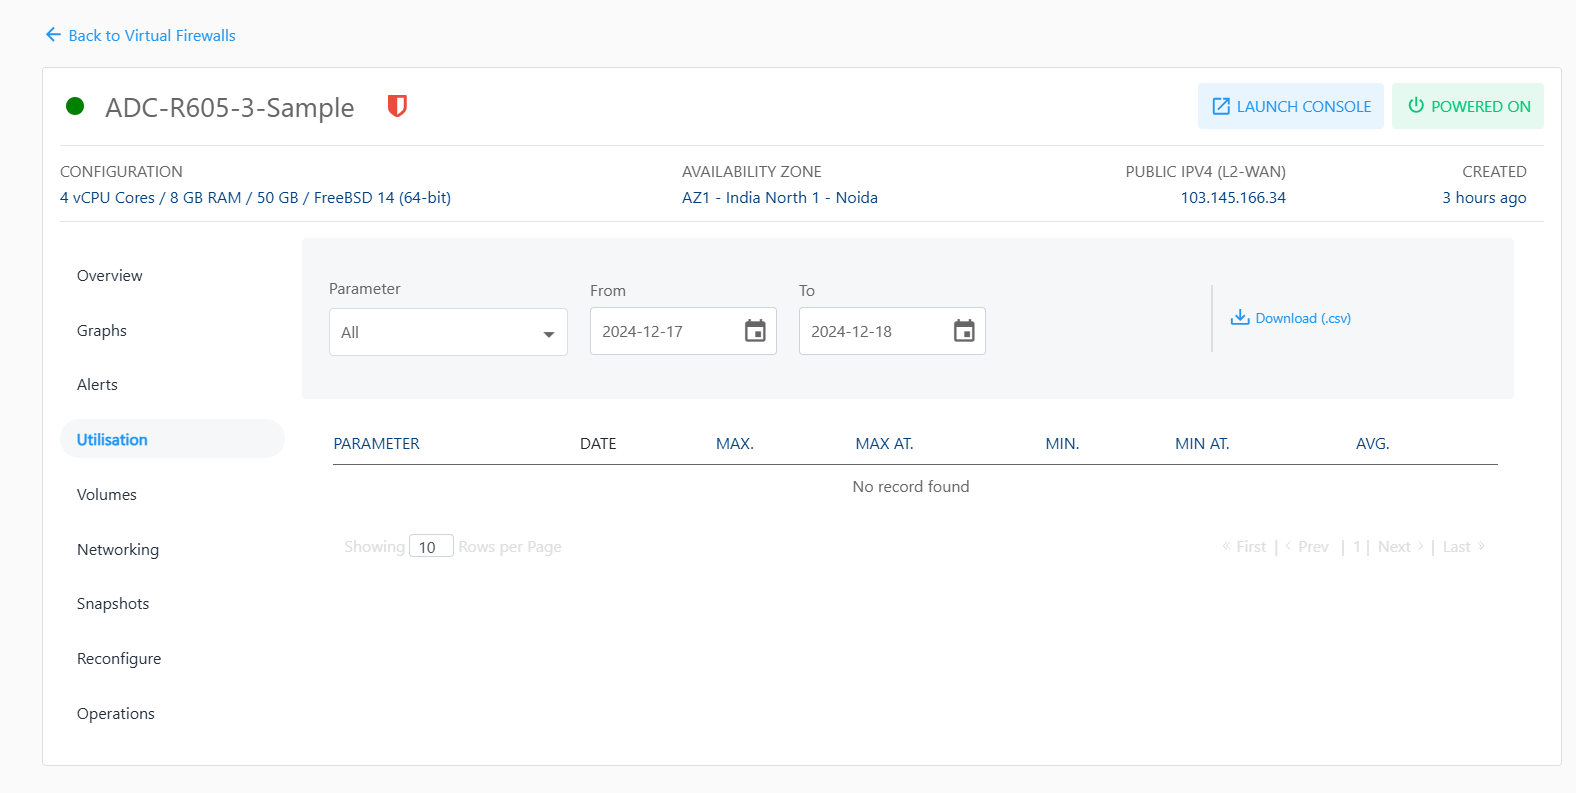 Back to Virtual Firewalls
ADC-R605-3-Sample
LAUNCH CONSOLE
POWERED ON
CONFIGURATION
4 vCPU Cores / 8 GB RAM / 50 GB / FreeBSD 14 (64-bit)
AVAILABILITY ZONE
AZ1 - India North 1 - Noida
PUBLIC IPV4 (L2-WAN)
103.145.166.34
CREATED
3 hours ago
Overview
Graphs
Alerts
Utilisation
Volumes
Networking
Snapshots
Reconfigure
Operations
Parameter
All
From
2024-12-17
To
2024-12-18
Download (.csv)
PARAMETER DATE MAX. MAX AT. MIN. MIN AT. AVG.
No record found
Showing 10 Rows per Page
« First | ‹ Prev | 1 | Next › | Last »